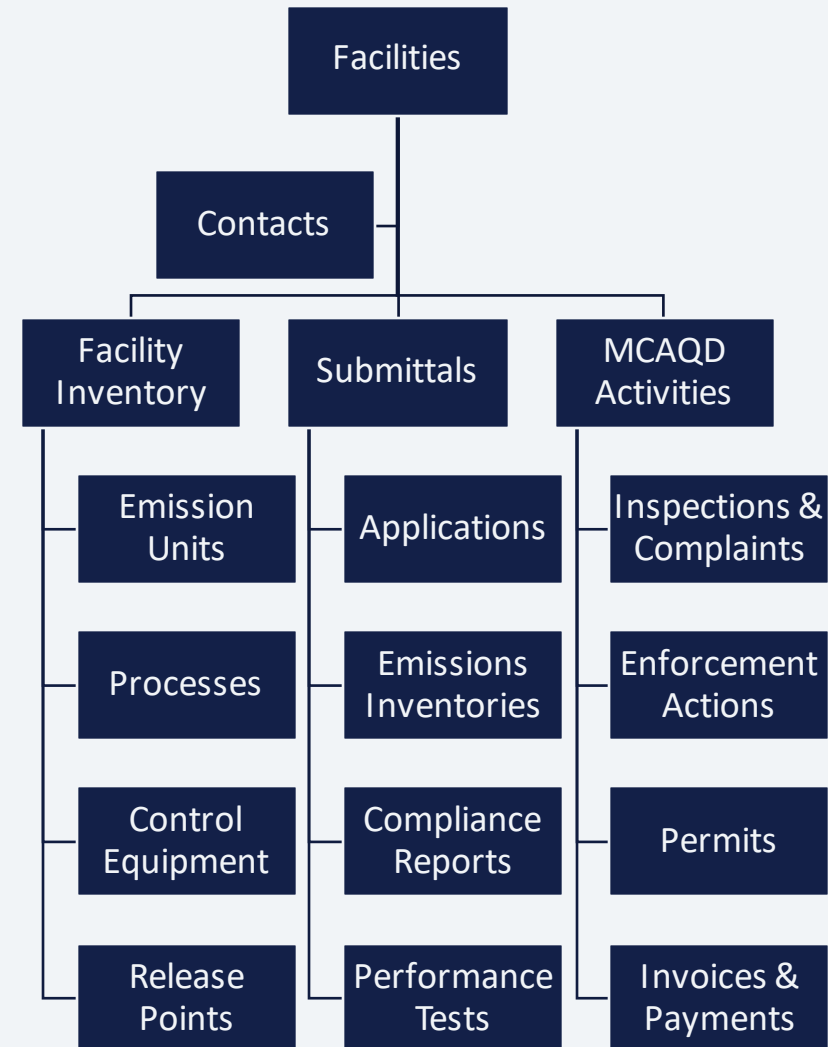 Facilities
Contacts
Facility
Inventory
Submittals
MCAQD
Activities
Emission
Units
Applications
Inspections &
Complaints
Processes
Emissions
Inventories
Enforcement
Actions
Control
Equipment
Compliance
Reports
Permits
Release
Points
Performance
Tests
Invoices &
Payments